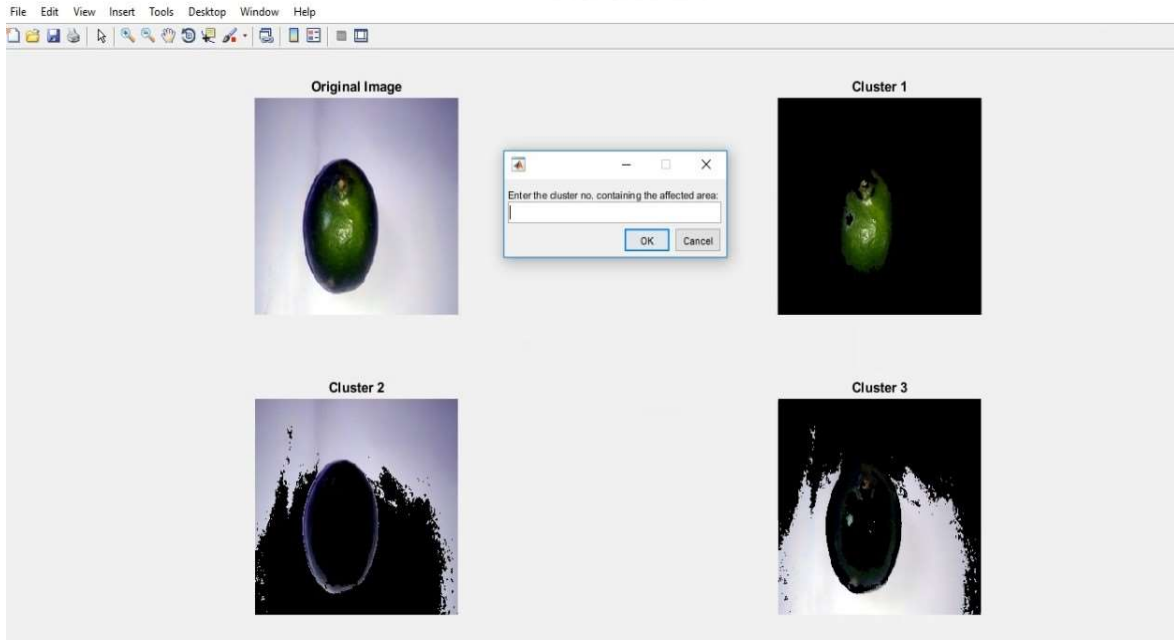 File Edit View Insert Tools Desktop Window Help
Original Image
Cluster 1
Enter the cluster no. containing the affected area:
OK Cancel
Cluster 2
Cluster 3